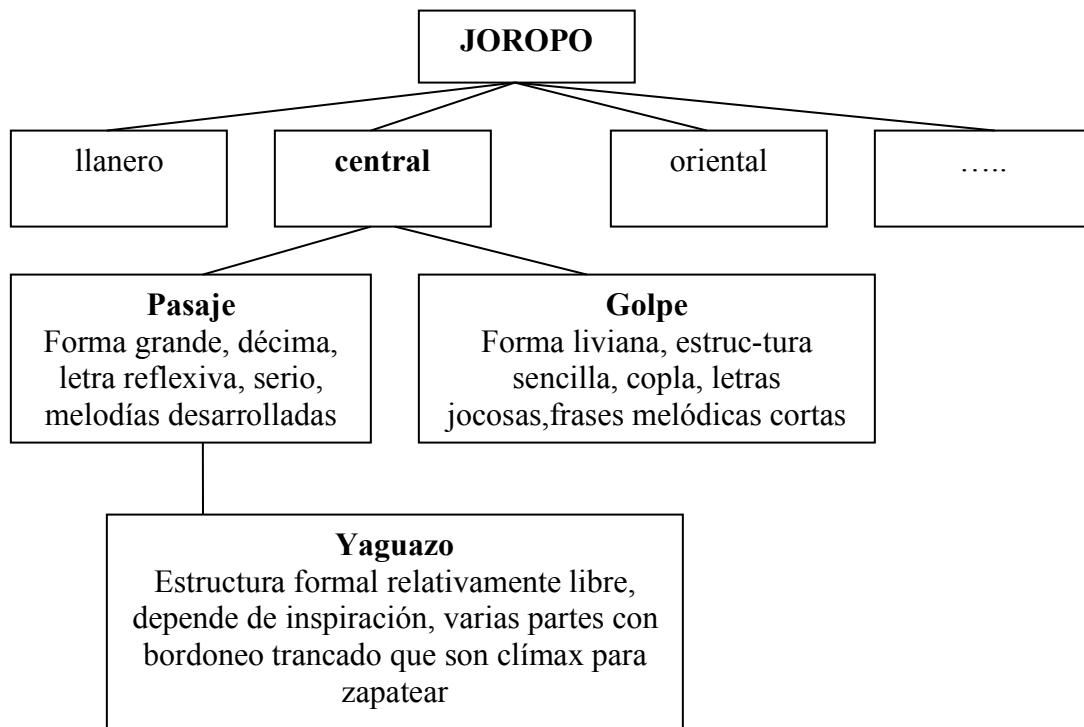 JOROPO
llanero
central
oriental
…..
Pasaje
Forma grande, décima,
letra reflexiva, serio,
melodías desarrolladas
Golpe
Forma liviana, estruc-tura
sencilla, copla, letras
jocosas,frases melódicas cortas
Yaguazo
Estructura formal relativamente libre,
depende de inspiración, varias partes con
bordoneo trancado que son clímax para
zapatear